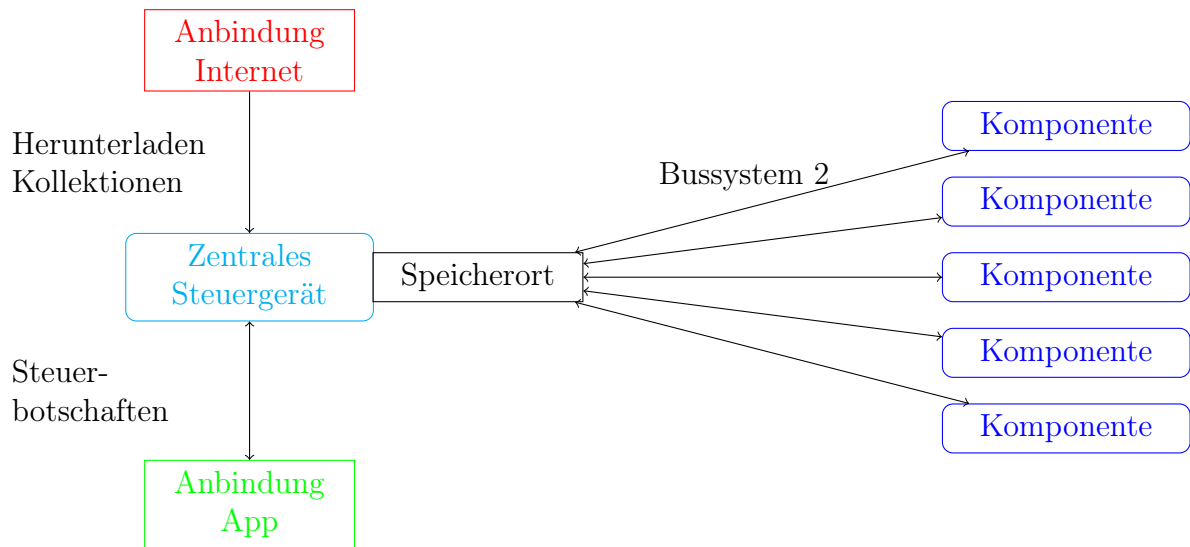 Anbindung
Internet
Herunterladen
Kollektionen
Zentrales
Steuergerät
Speicherort
Bussystem 2
Komponente
Komponente
Komponente
Komponente
Komponente
Steuer-
botschaften
Anbindung
App